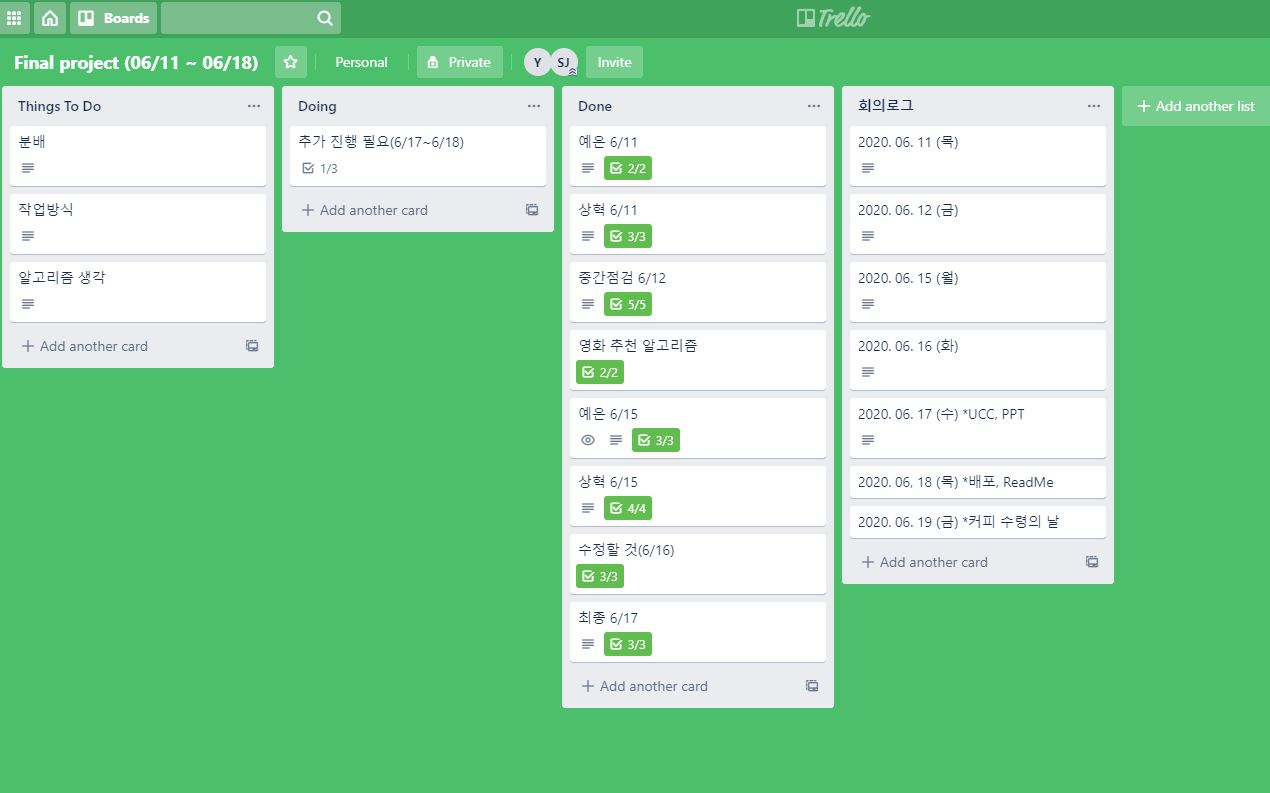 Boards
Trello
Final project (06/11 ~ 06/18)
Personal
Private
Y
SJ
Invite
Things To Do
분배
작업방식
알고리즘 생각
Add another card
Doing
추가 진행 필요(6/17~6/18)
1/3
Add another card
Done
예은 6/11
2/2
상혁 6/11
3/3
중간점검 6/12
5/5
영화 추천 알고리즘
2/2
예은 6/15
3/3
상혁 6/15
4/4
수정할 것(6/16)
3/3
최종 6/17
3/3
Add another card
회의로그
2020. 06. 11 (목)
2020. 06. 12 (금)
2020. 06. 15 (월)
2020. 06. 16 (화)
2020. 06. 17 (수) *UCC, PPT
2020. 06, 18 (목) *배포, ReadMe
2020. 06. 19 (금) *커피 수령의 날
Add another card
Add another list